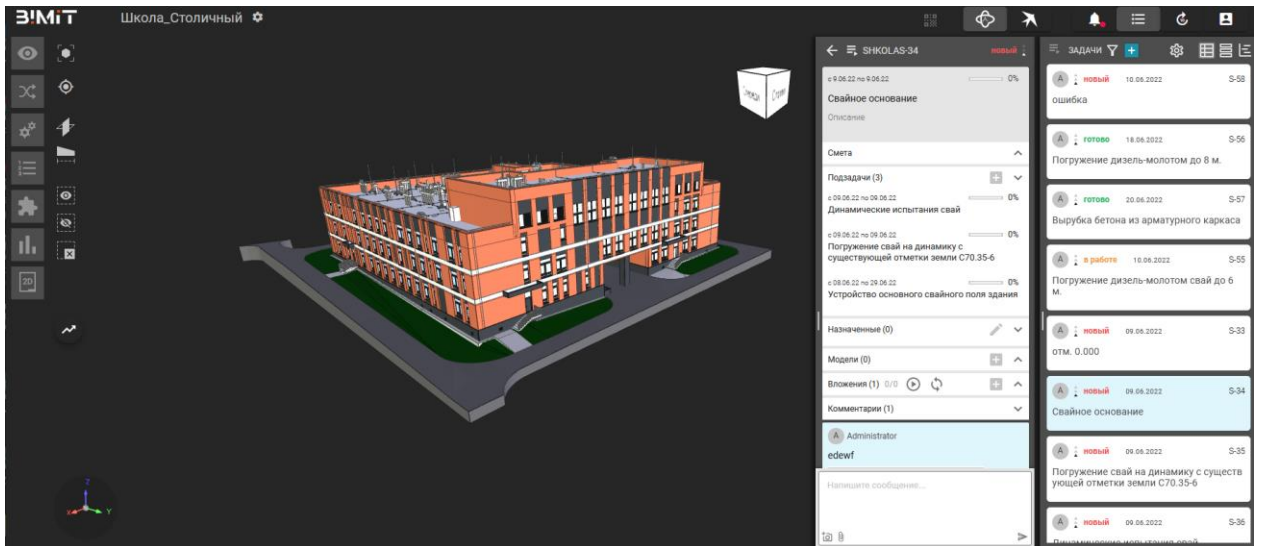 BIMiT
Школа_Столичный
SHKOLAS-34
новый
с 9.06.22 по 9.06.22
0%
Свайное основание
Описание
Смета
Подзадачи (3)
с 09.06.22 по 09.06.22
0%
Динамические испытания свай
с 09.06.22 по 09.06.22
0%
Погружение свай на динамику с
существующей отметки земли С70.35-6
с 08.06.22 по 29.06.22
0%
Устройство основного свайного поля здания
Назначенные (0)
Модели (0)
Вложения (1) 0/0
Комментарии (1)
A Administrator
edewf
Напишите сообщение...
ЗАДАЧИ
A новый 10.06.2022 S-58
ошибка
A готово 18.06.2022 S-56
Погружение дизель-молотом до 8 м.
A готово 20.06.2022 S-57
Вырубка бетона из арматурного каркаса
A в работе 18.06.2022 S-55
Погружение дизель-молотом свай до 6
м.
A новый 09.06.2022 S-33
отм. 0.000
A новый 09.06.2022 S-34
Свайное основание
A новый 09.06.2022 S-35
Погружение свай на динамику с существ
ующей отметки земли С70.35-6
A новый 09.06.2022 S-36
Динамические испытания свай
2D
Z
X
Y